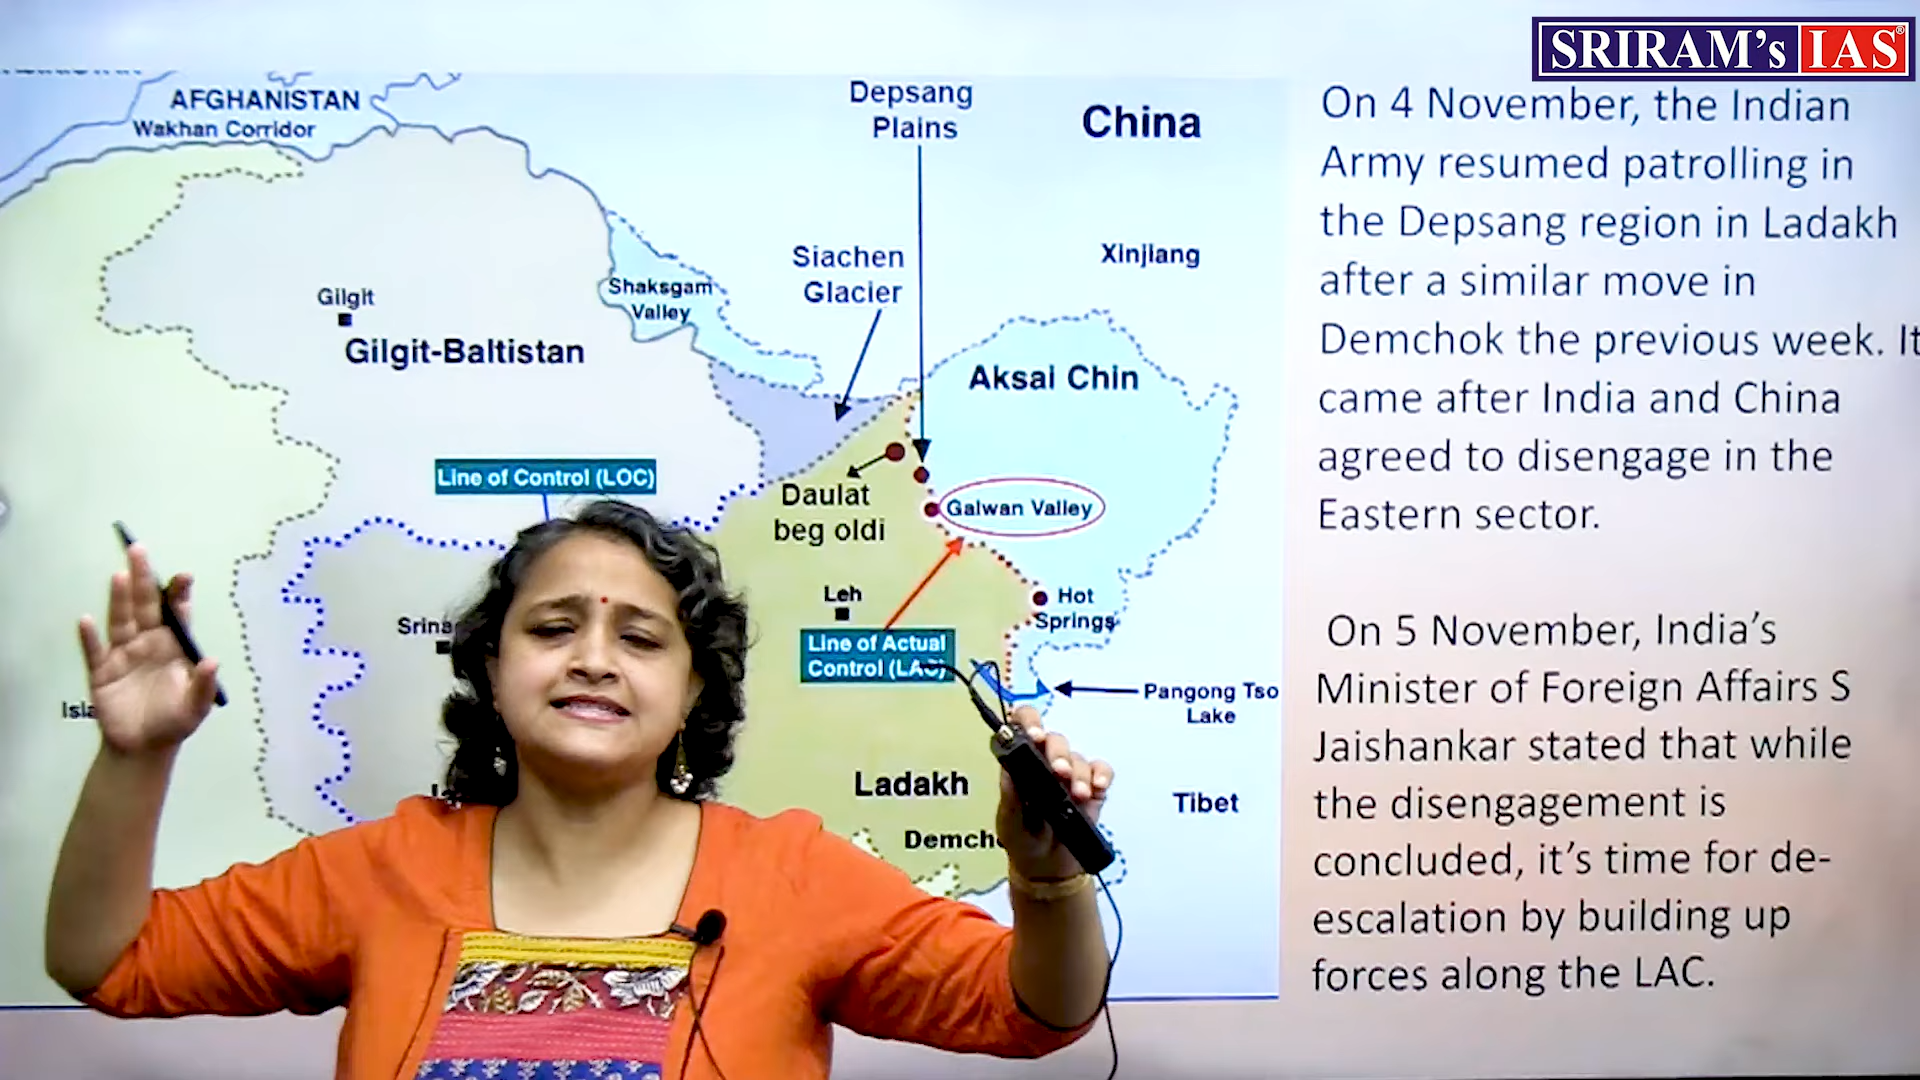 SRIRAM's IAS®
AFGHANISTAN
Wakhan Corridor
Depsang
Plains
China
Siachen
Glacier
Xinjiang
Shaksgam
Valley
Gilgit
Gilgit-Baltistan
Aksai Chin
Line of Control (LOC)
Daulat
beg oldi
Galwan Valley
Leh
Hot
Springs
Line of Actual
Control (LAC)
Pangong Tso
Lake
Ladakh
Tibet
On 4 November, the Indian
Army resumed patrolling in
the Depsang region in Ladakh
after a similar move in
Demchok the previous week. It
came after India and China
agreed to disengage in the
Eastern sector.
On 5 November, India's
Minister of Foreign Affairs S
Jaishankar stated that while
the disengagement is
concluded, it's time for de-
escalation by building up
forces along the LAC.